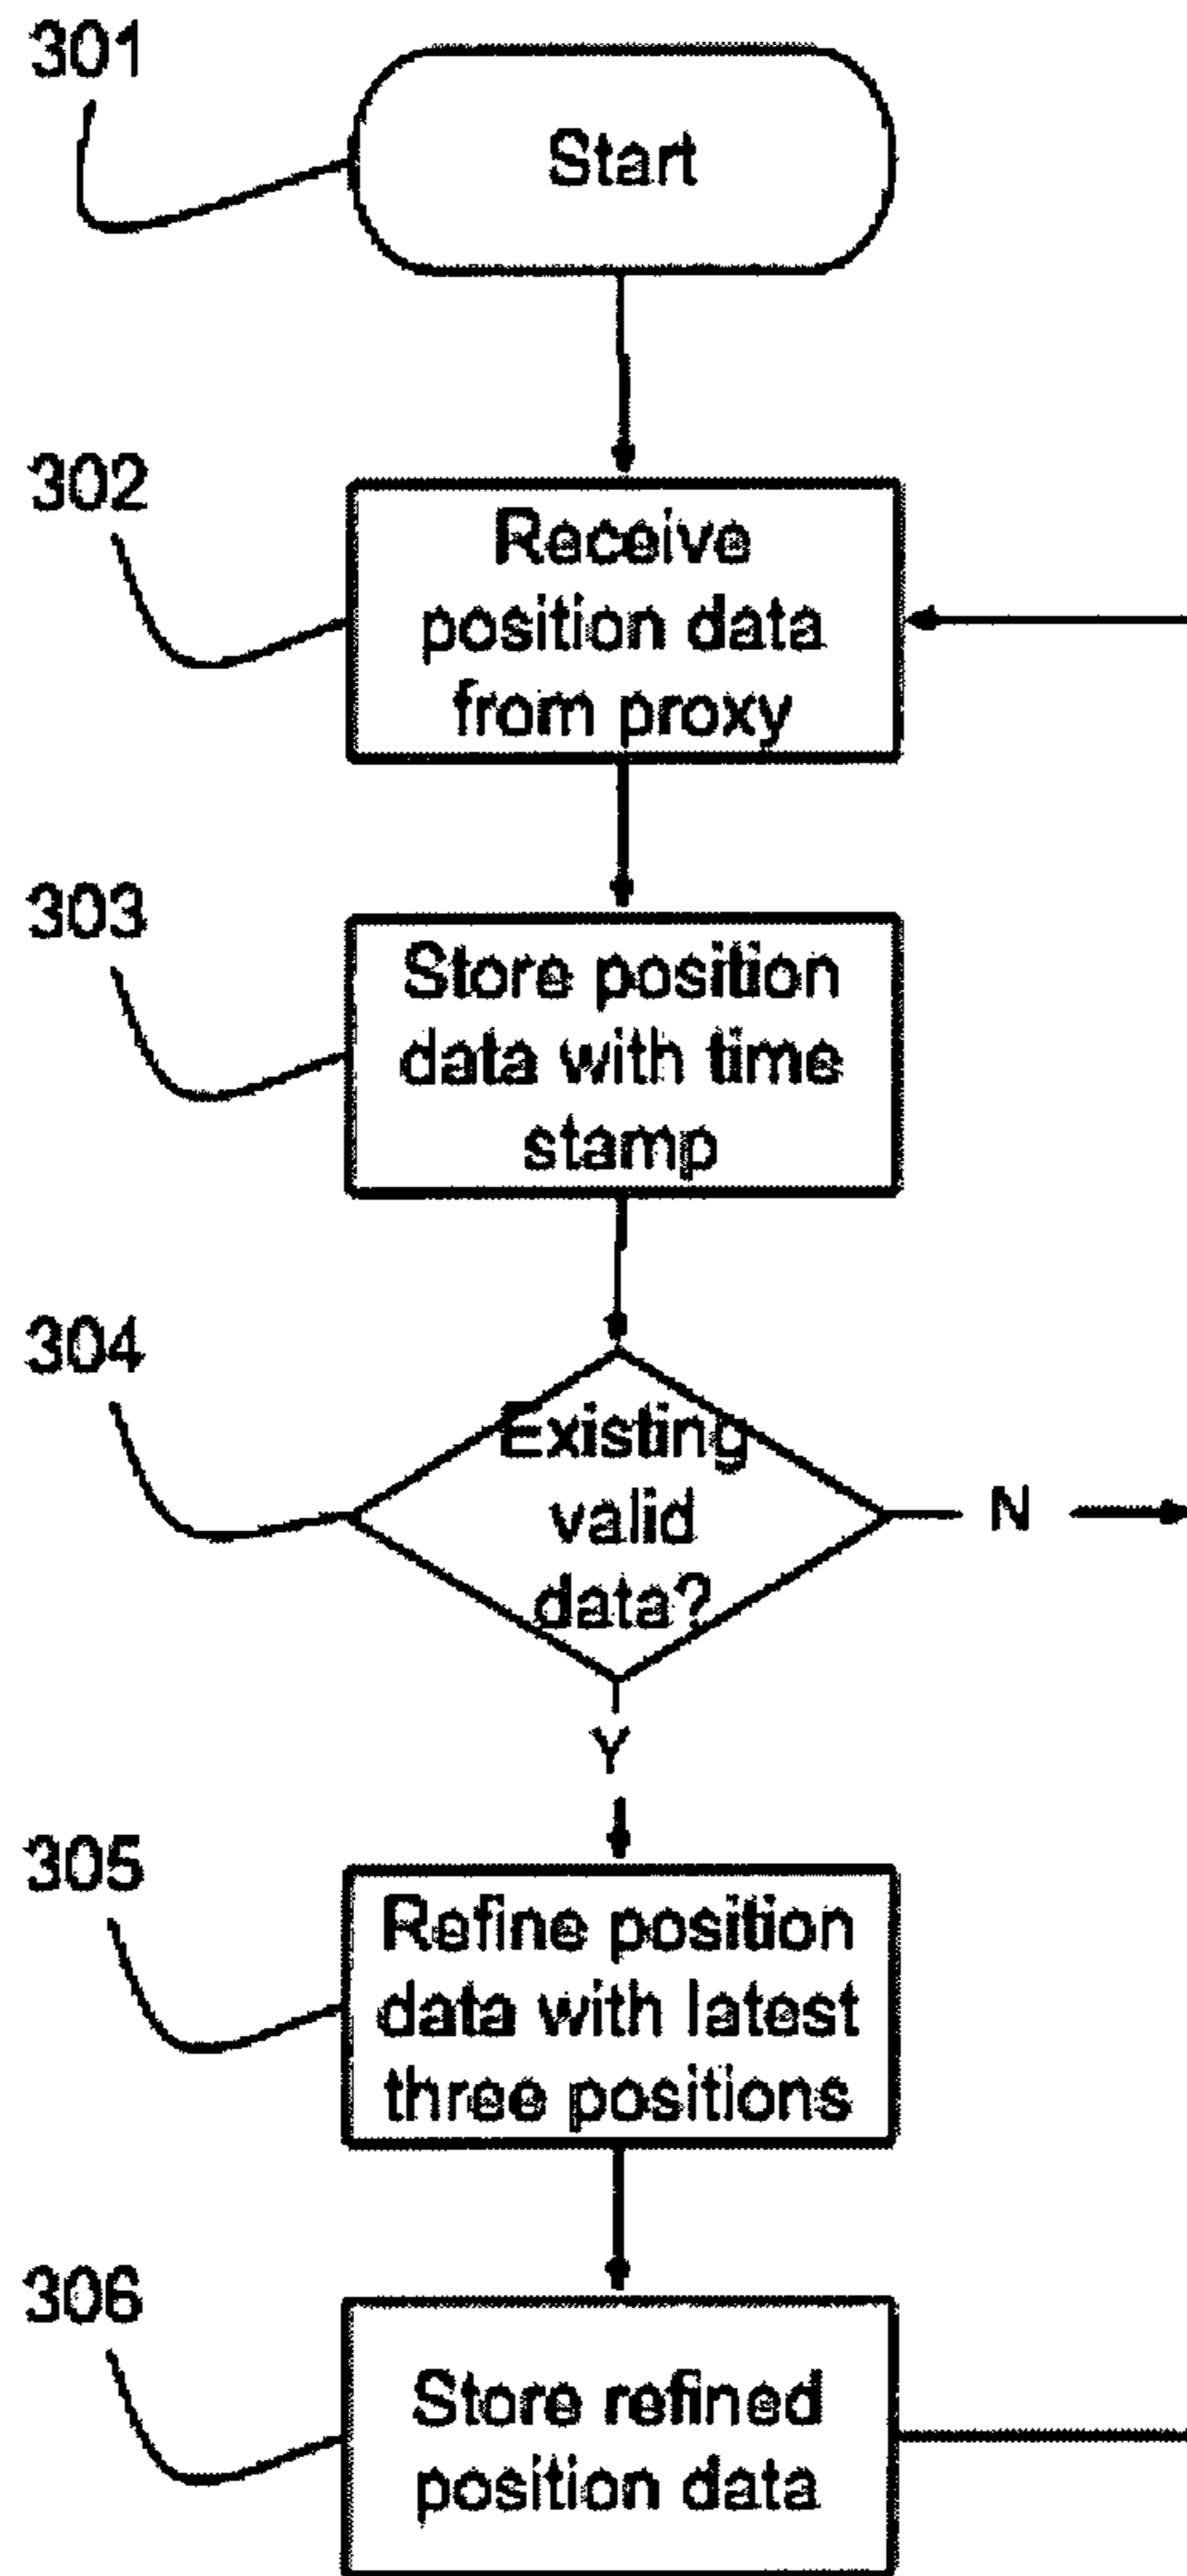 301
Start
302
Receive
position data
from proxy
303
Store position
data with time
stamp
304
Existing
valid
data?
N
Y
305
Refine position
data with latest
three positions
306
Store refined
position data